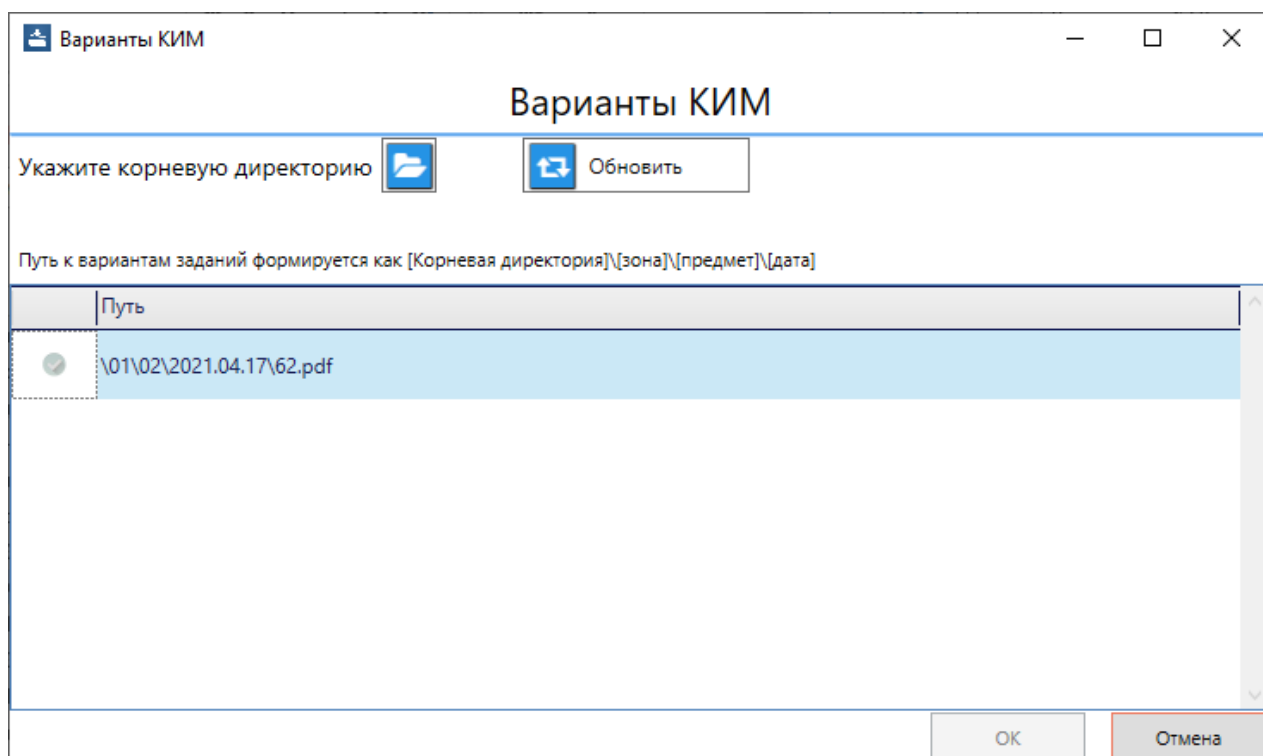 Варианты КИМ
Варианты КИМ
Укажите корневую директорию
Обновить
Путь к вариантам заданий формируется как [Корневая директория]\[зона]\[предмет]\[дата]
Путь
\01\02\2021.04.17\62.pdf
ОК
Отмена